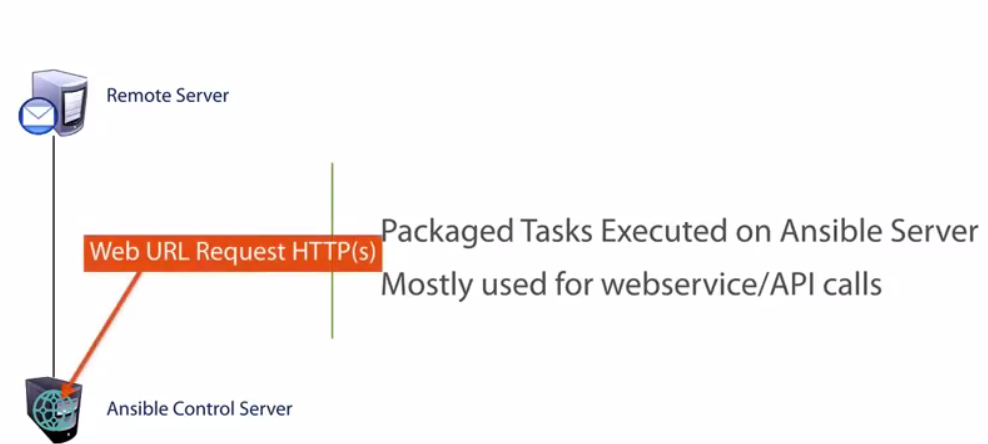 Remote Server
Packaged Tasks Executed on Ansible Server
Web URL Request HTTP(s)
Mostly used for webservice/API calls
Ansible Control Server